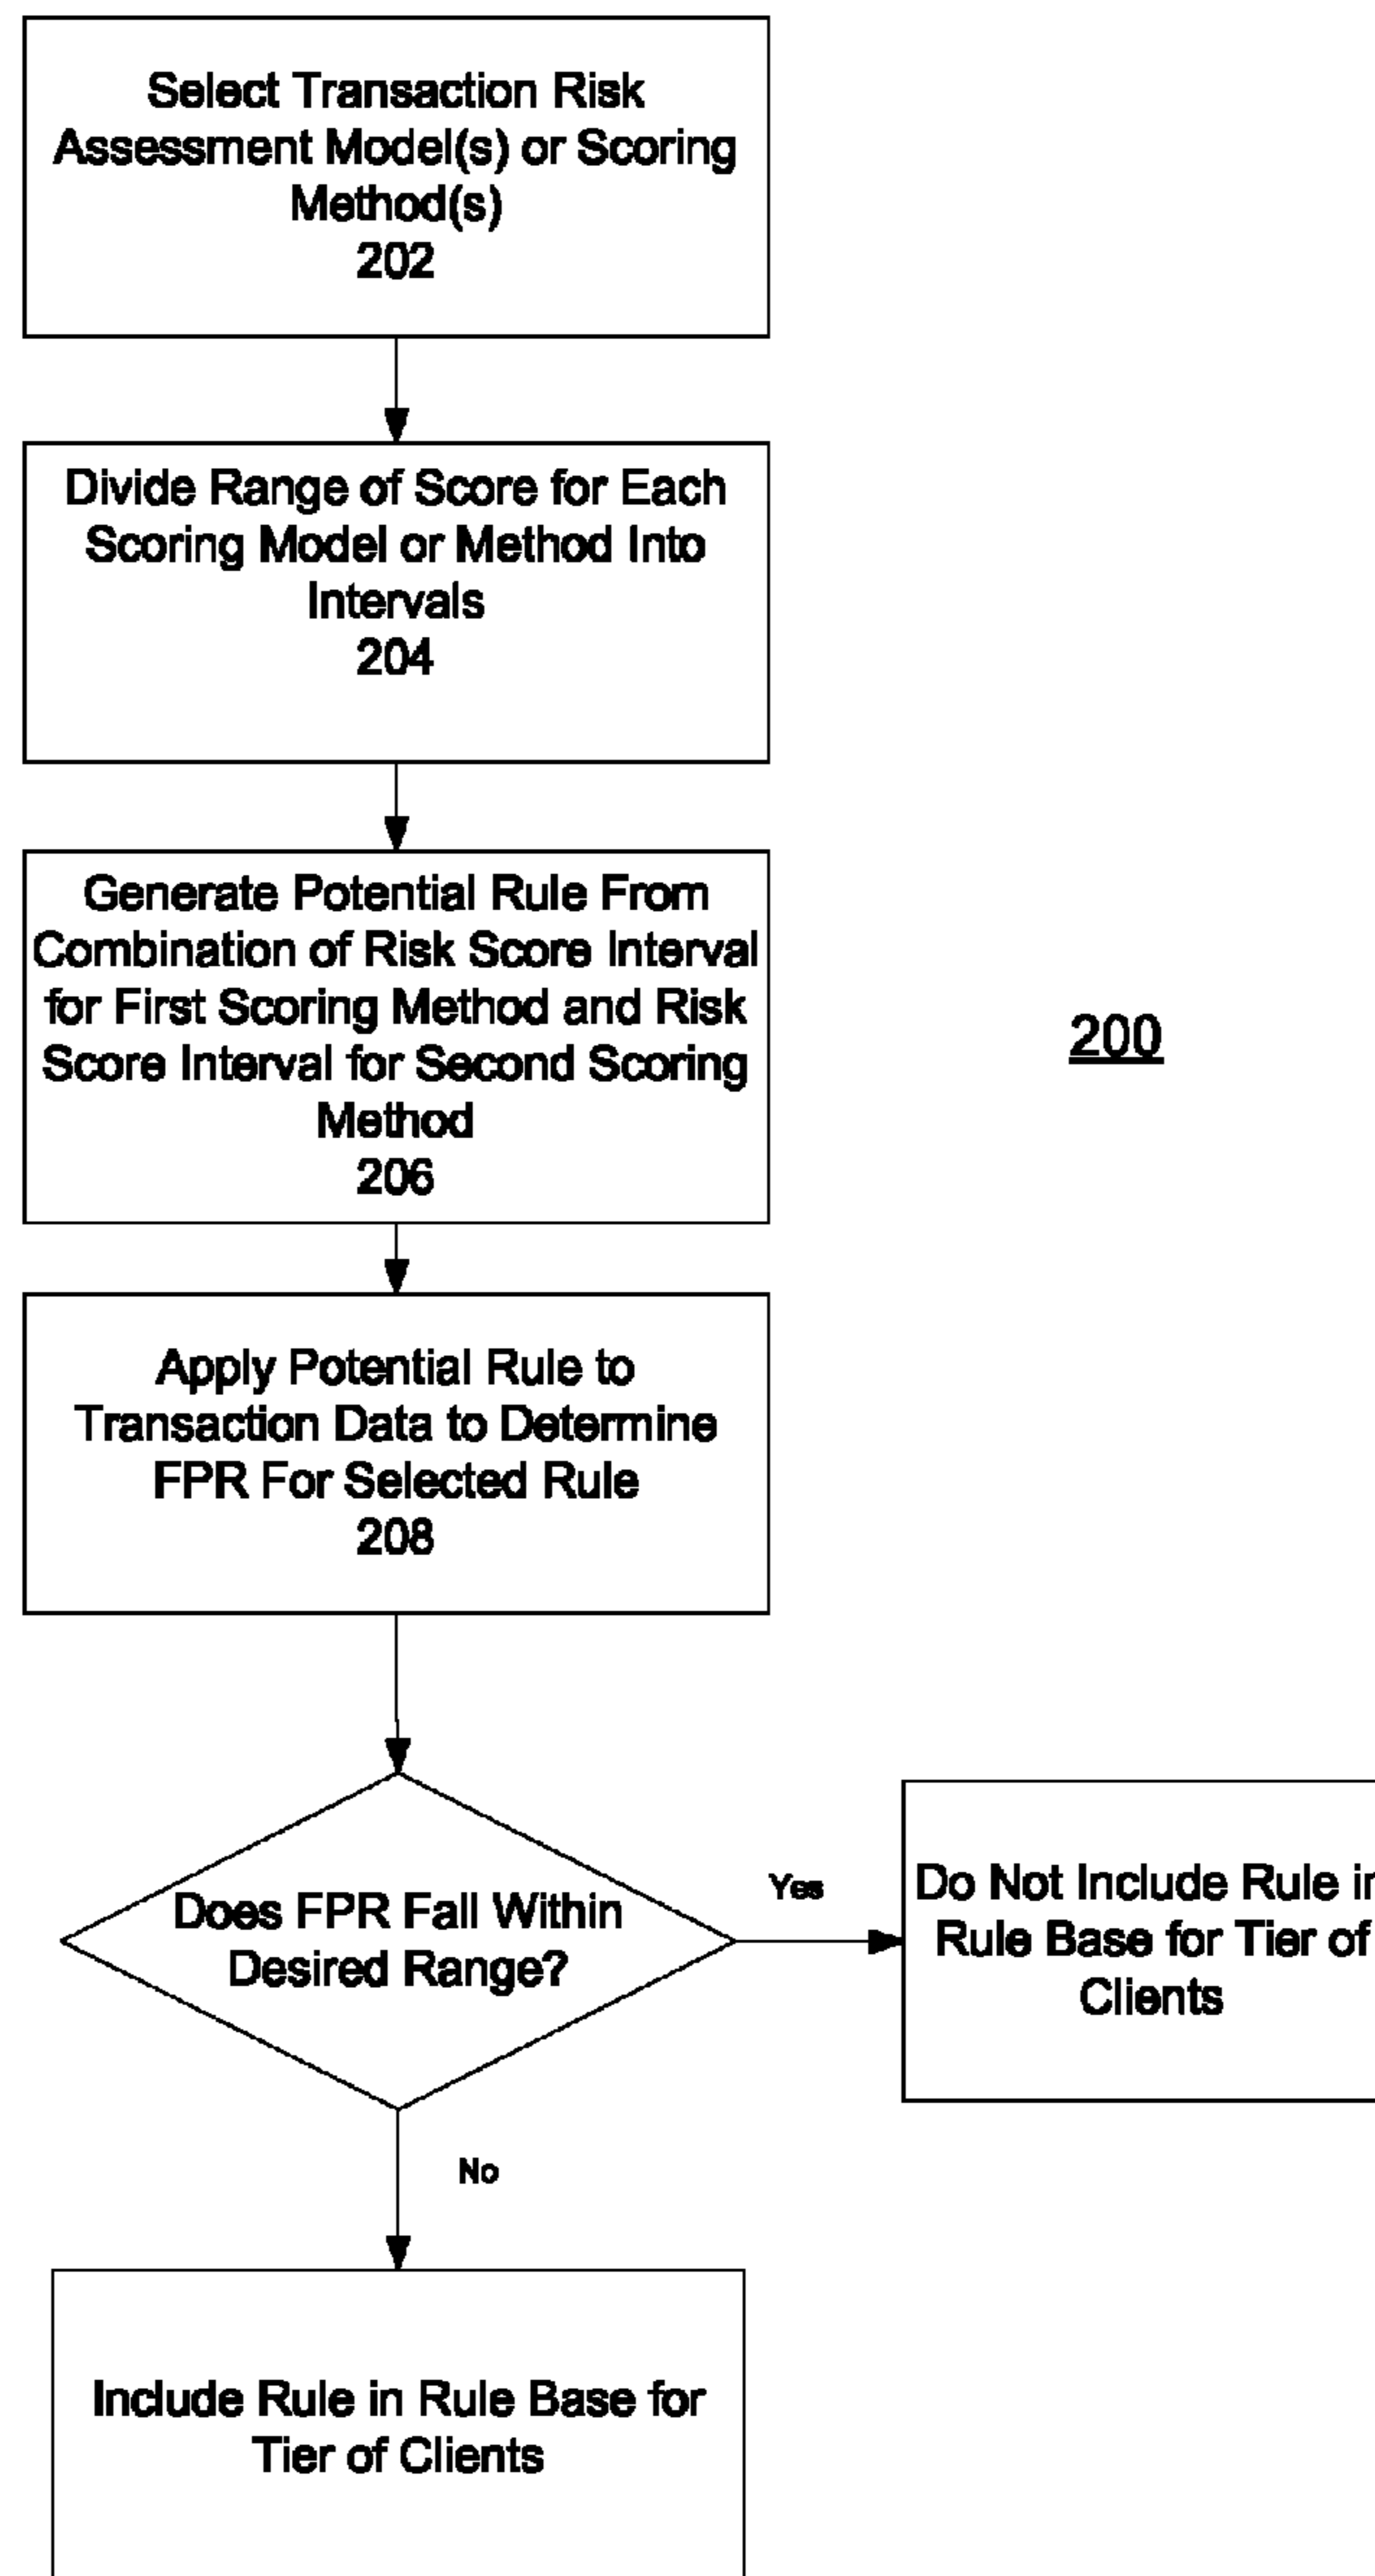 Select Transaction Risk
Assessment Model(s) or Scoring
Method(s)
202
Divide Range of Score for Each
Scoring Model or Method Into
Intervals
204
Generate Potential Rule From
Combination of Risk Score Interval
for First Scoring Method and Risk
Score Interval for Second Scoring
Method
206
200
Apply Potential Rule to
Transaction Data to Determine
FPR For Selected Rule
208
Does FPR Fall Within
Desired Range?
Yes
Do Not Include Rule in
Rule Base for Tier of
Clients
No
Include Rule in Rule Base for
Tier of Clients